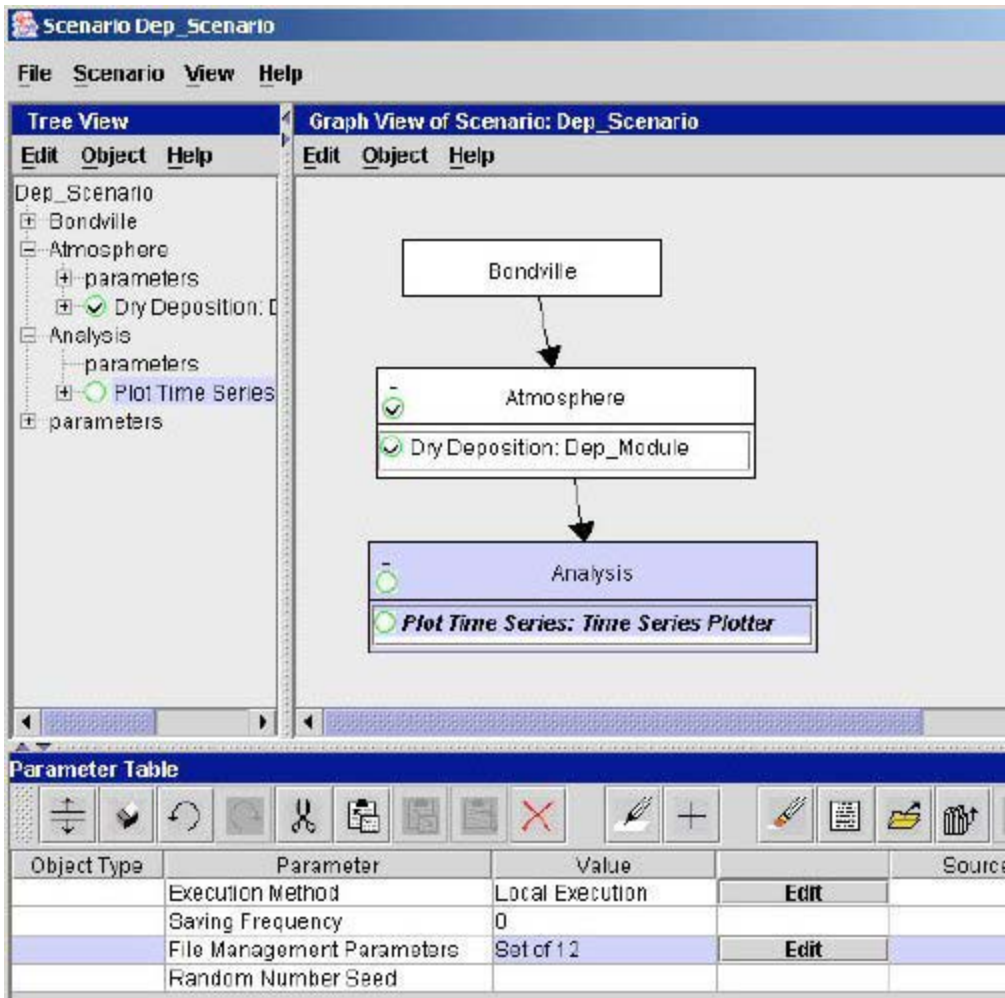 Scenario Dep_Scenario
File Scenario View Help
Tree View
Edit Object Help
Dep_Scenario
Bondville
Atmosphere
parameters
Dry Deposition: D
Analysis
parameters
Plot Time Series
parameters
Graph View of Scenario: Dep_Scenario
Edit Object Help
Bondville
Atmosphere
Dry Deposition: Dep_Module
Analysis
Plot Time Series: Time Series Plotter
Parameter Table
Object Type Parameter Value Source
Execution Method Local Execution Edit
Saving Frequency 0
File Management Parameters Set of 12 Edit
Random Number Seed